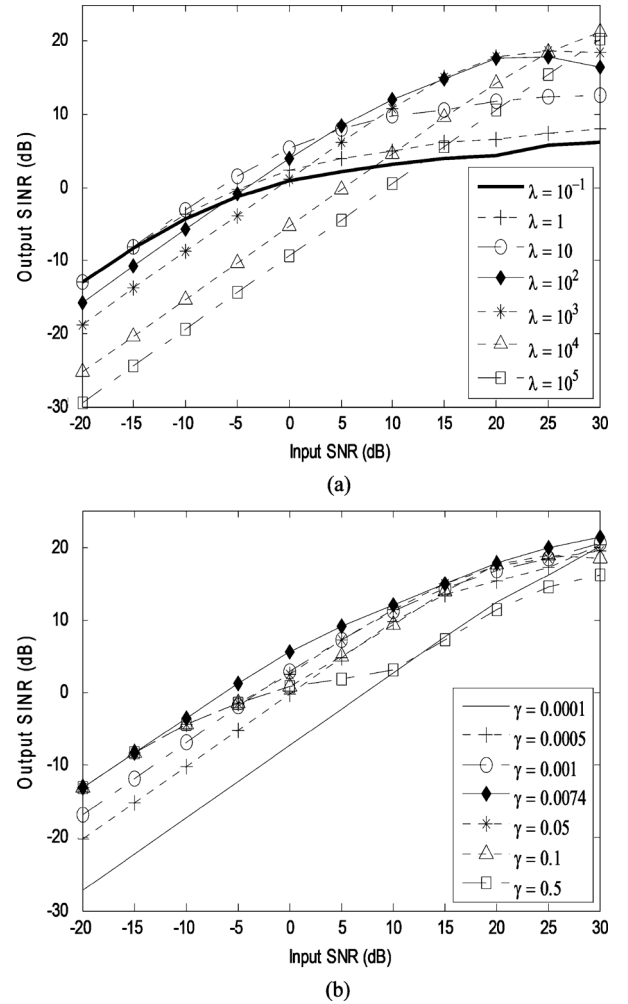 20
10
0
-10
-20
-30
Output SINR (dB)
λ = 10⁻¹
λ = 1
λ = 10
λ = 10²
λ = 10³
λ = 10⁴
λ = 10⁵
-20 -15 -10 -5 0 5 10 15 20 25 30
Input SNR (dB)
(a)
20
10
0
-10
-20
-30
Output SINR (dB)
γ = 0.0001
γ = 0.0005
γ = 0.001
γ = 0.0074
γ = 0.05
γ = 0.1
γ = 0.5
-20 -15 -10 -5 0 5 10 15 20 25 30
Input SNR (dB)
(b)